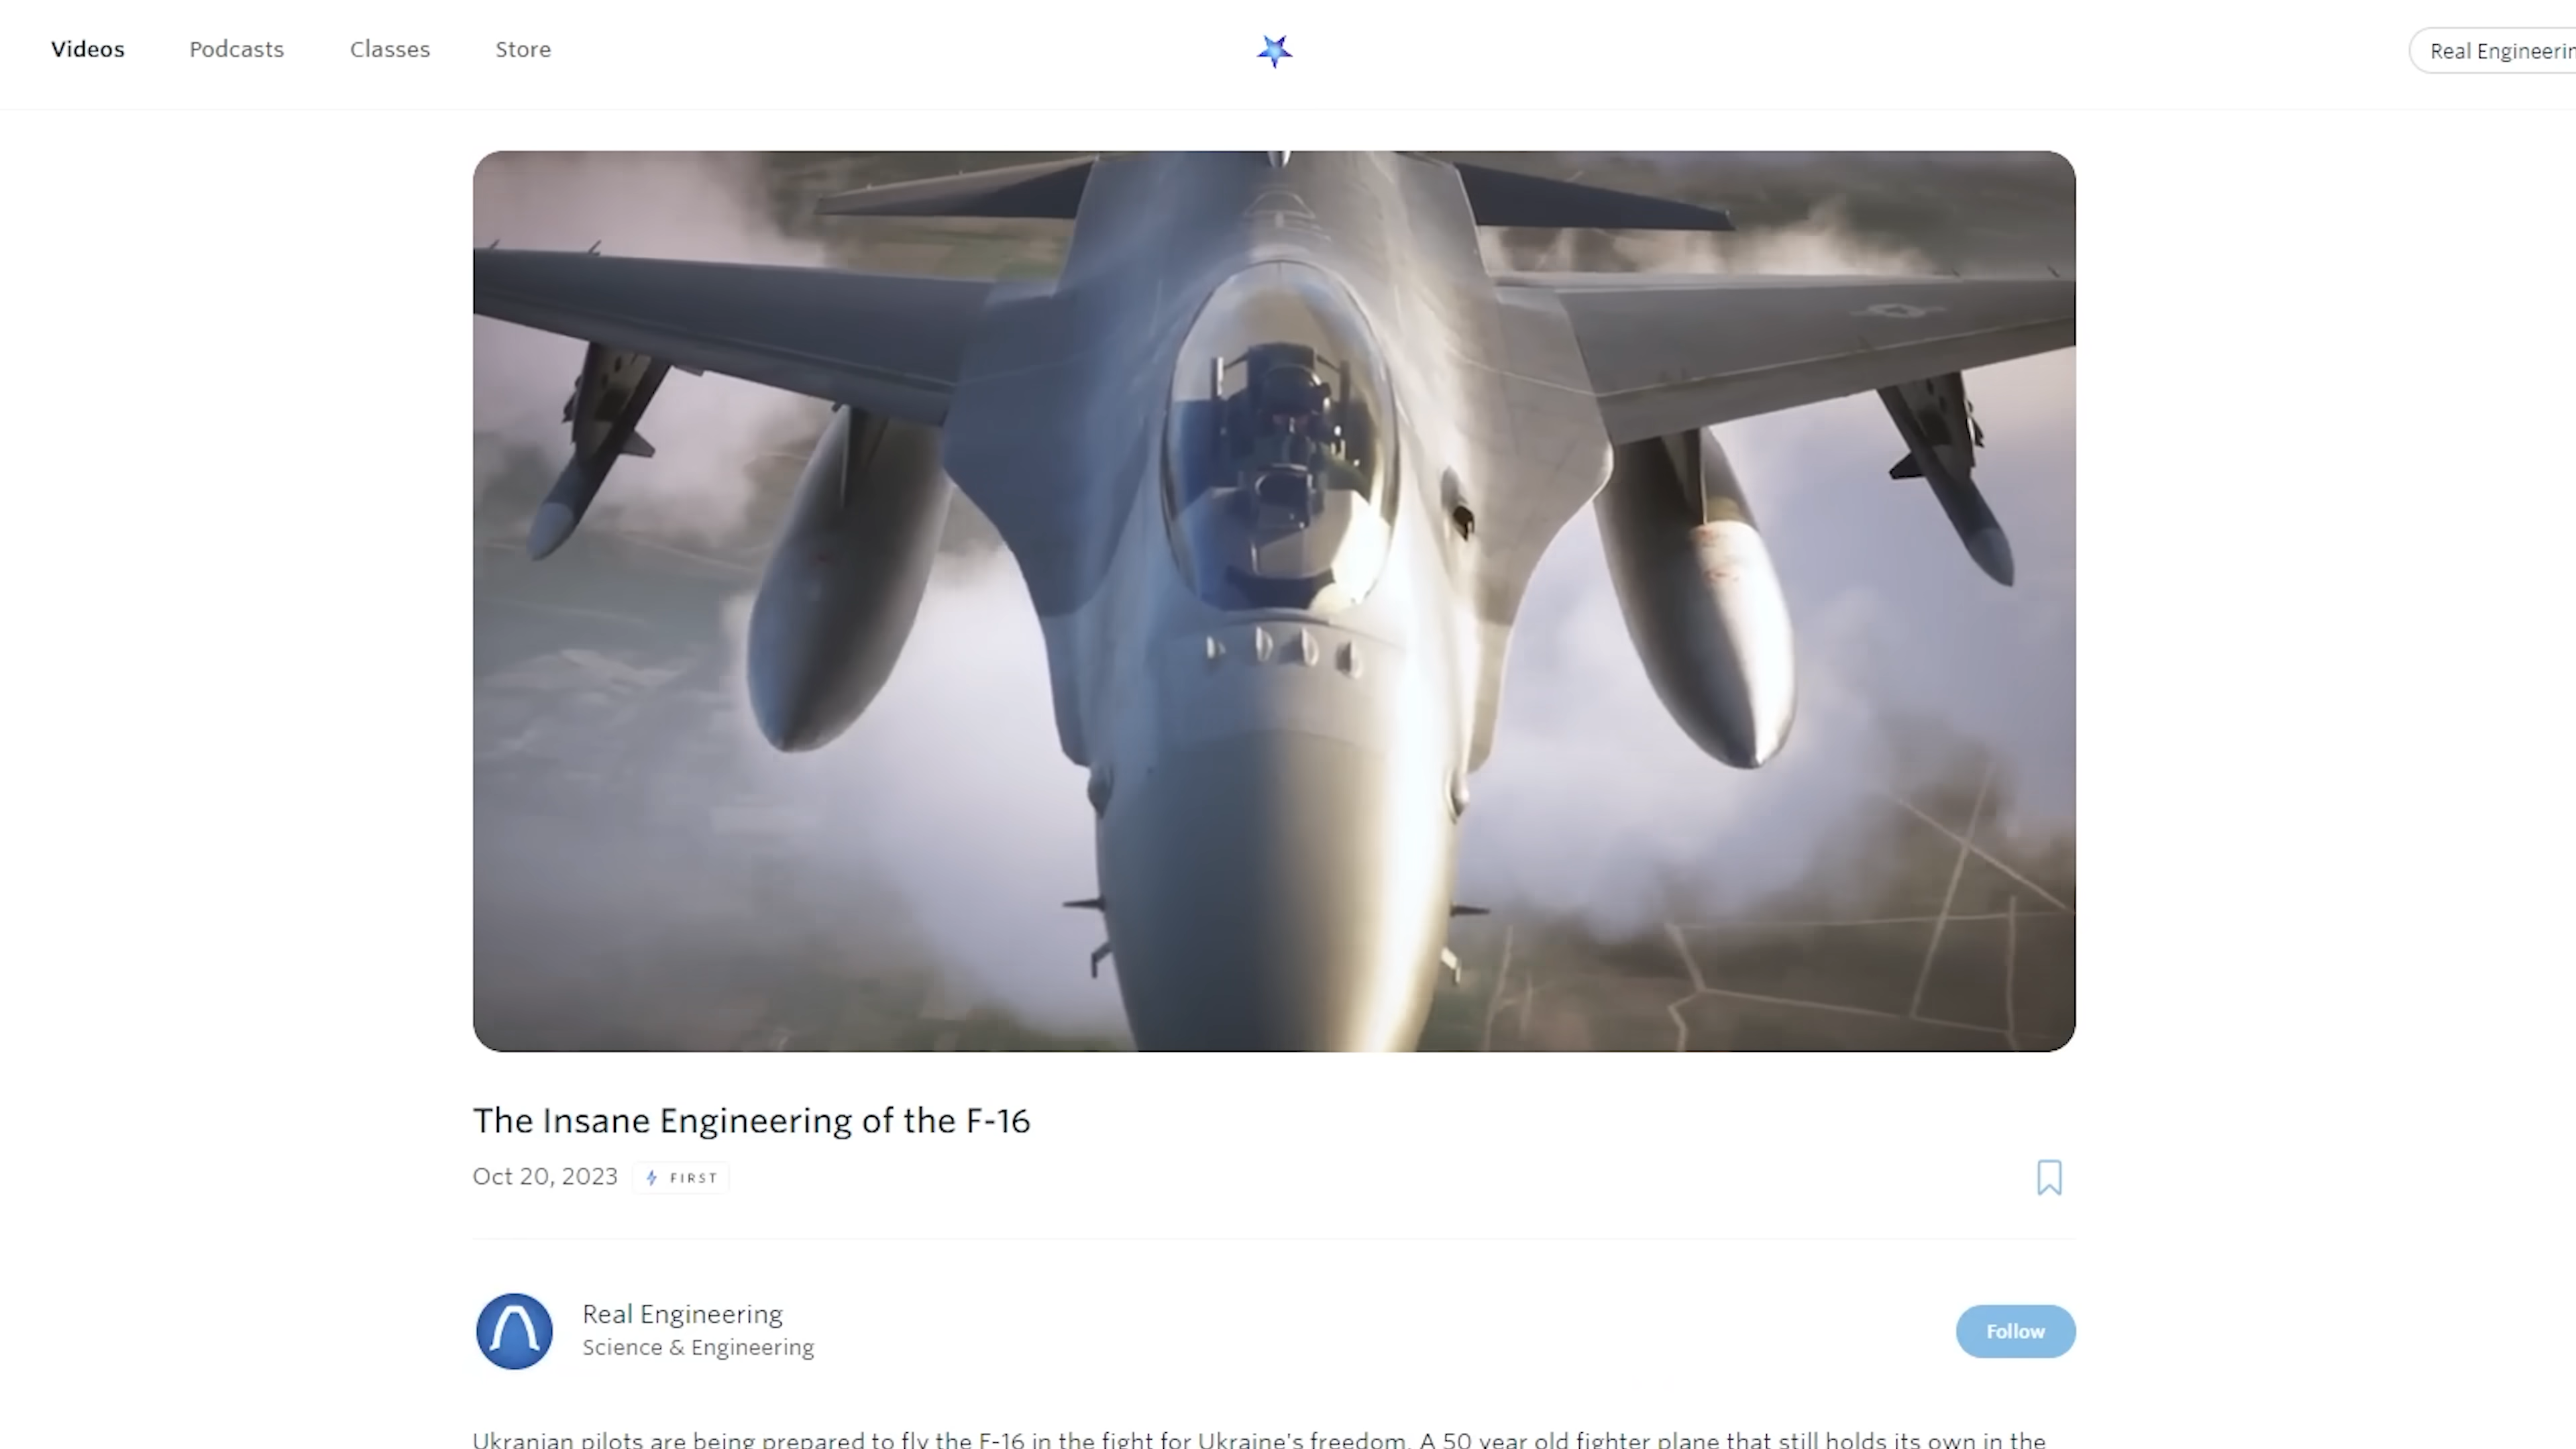 Videos Podcasts Classes Store Real Engineerin
The Insane Engineering of the F-16
Oct 20, 2023 FIRST
Real Engineering
Science & Engineering
Follow
Ukranian pilots are being prepared to fly the F-16 in the fight for Ukraine's freedom. A 50 year old fighter plane that still holds its own in the